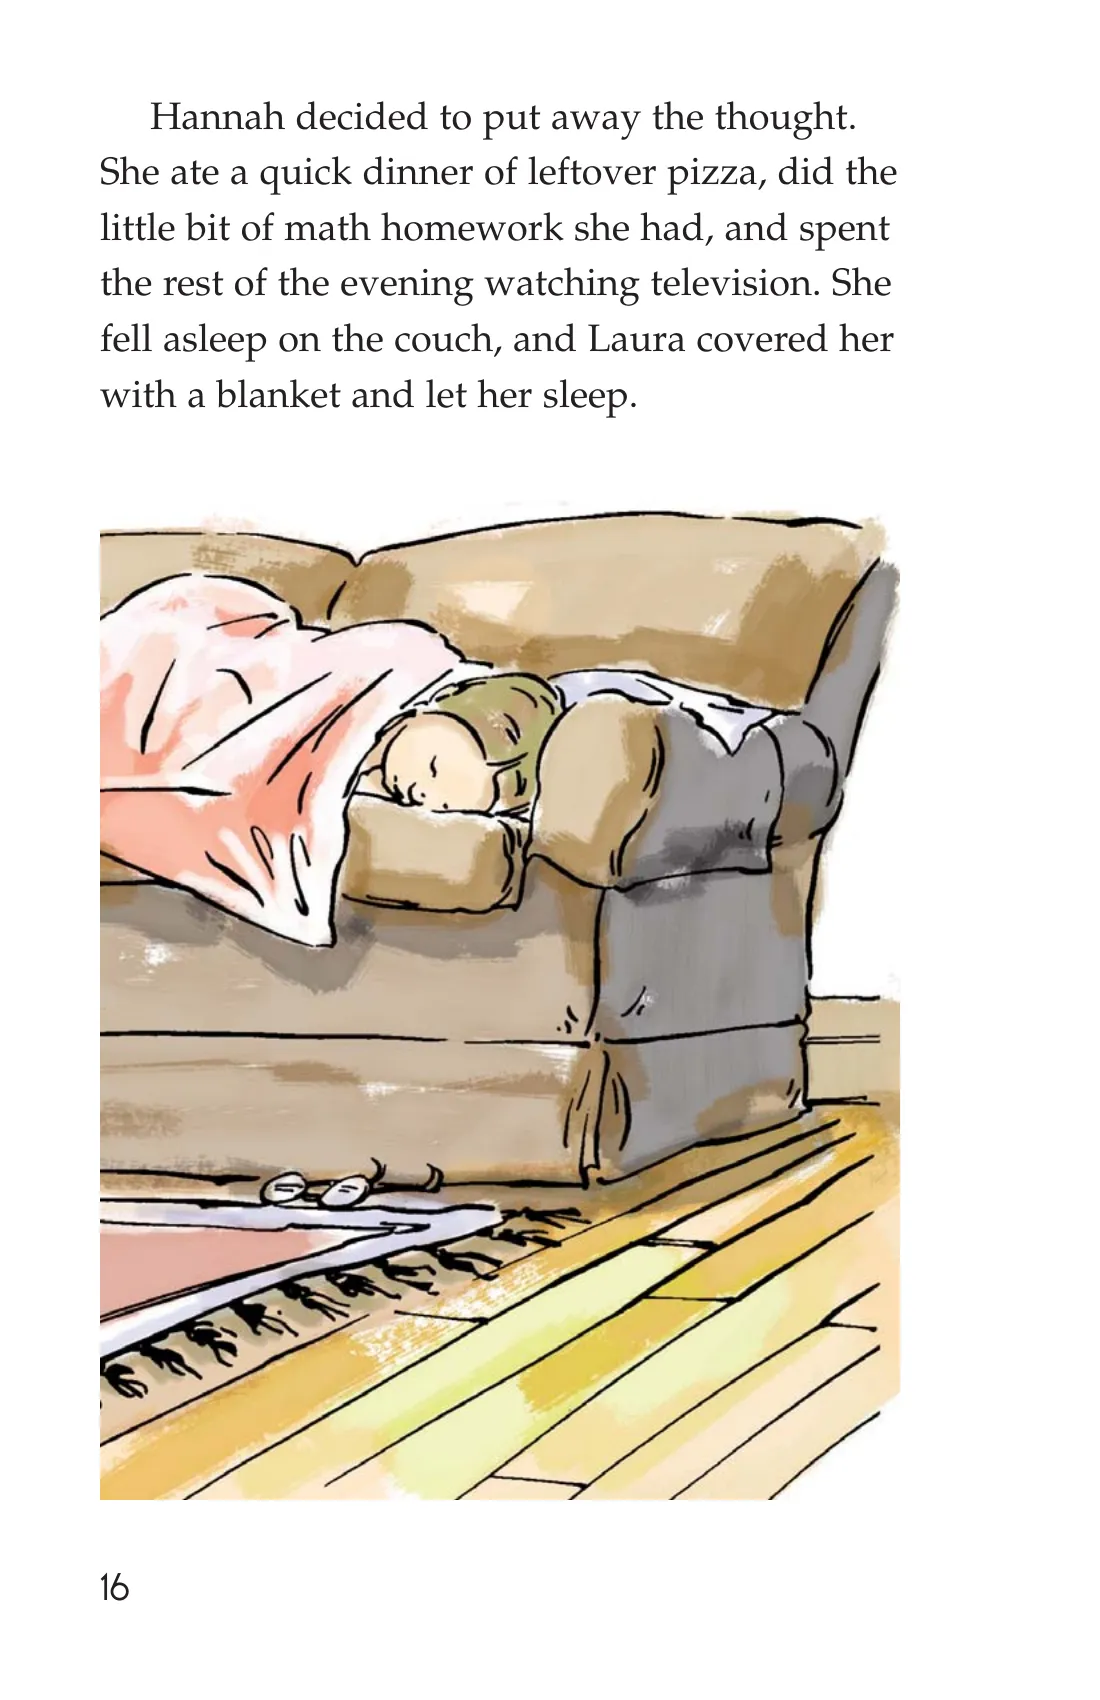 Hannah decided to put away the thought.
She ate a quick dinner of leftover pizza, did the
little bit of math homework she had, and spent
the rest of the evening watching television. She
fell asleep on the couch, and Laura covered her
with a blanket and let her sleep.
16